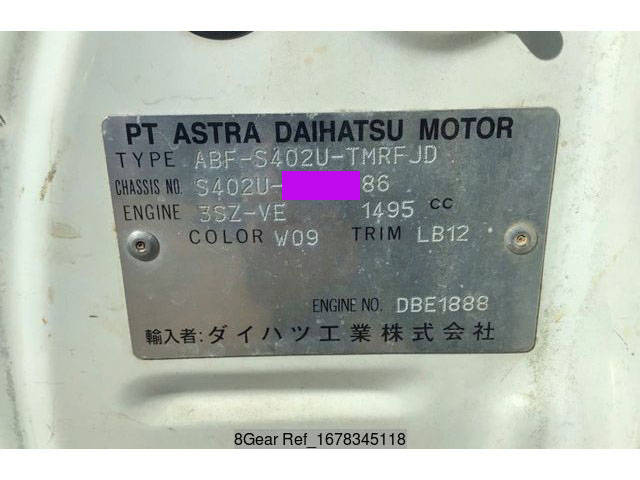 PT ASTRA DAIHATSU MOTOR
TYPE ABF-S402U-TMRFJD
CHASSIS NO. S402U- 86
ENGINE 3SZ-VE 1495 cc
COLOR W09 TRIM LB12
ENGINE NO. DBE1888
輸入者:ダイハツ工業株式会社
8Gear Ref_1678345118